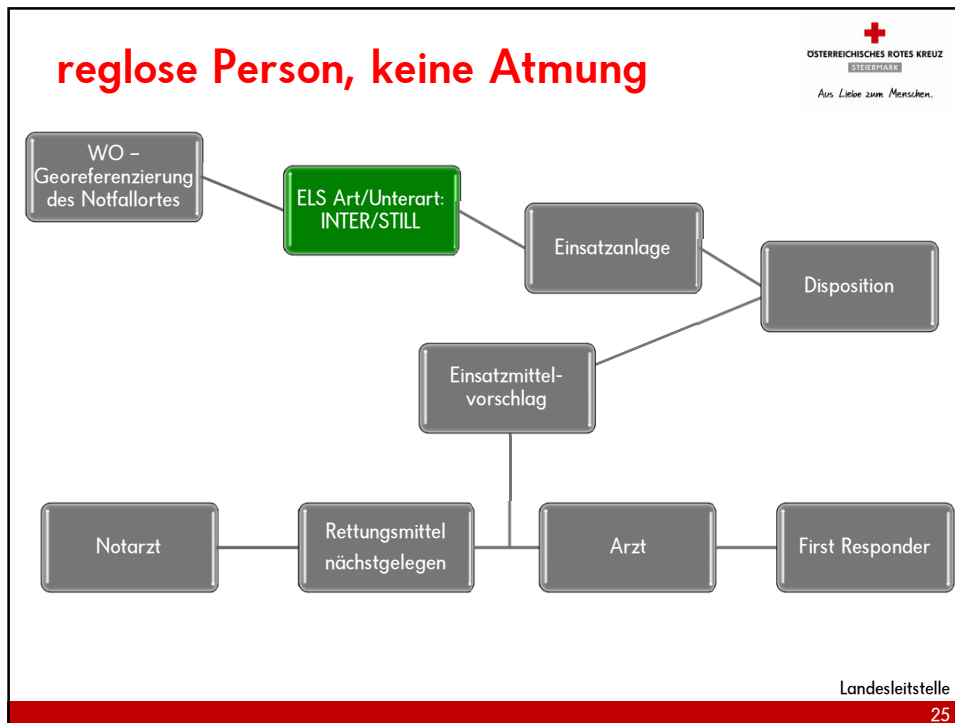 reglose Person, keine Atmung
ÖSTERREICHISCHES ROTES KREUZ
STEIERMARK
Aus Liebe zum Menschen.
WO –
Georeferenzierung
des Notfallortes
ELS Art/Unterart:
INTER/STILL
Einsatzanlage
Disposition
Einsatzmittel-
vorschlag
Notarzt
Rettungsmittel
nächstgelegen
Arzt
First Responder
Landesleitstelle
25